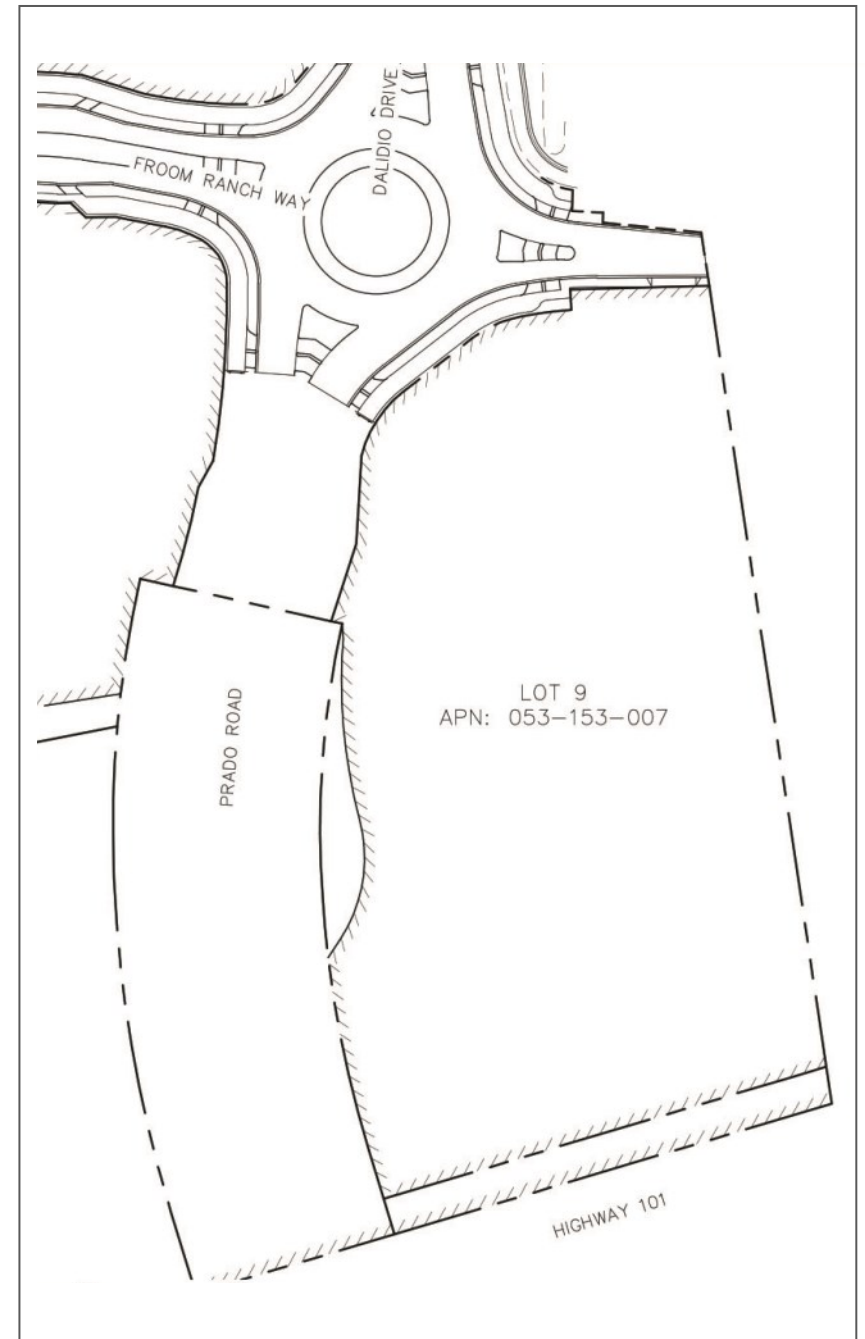 DALIDIO DRIVE
FROOM RANCH WAY
LOT 9
APN: 053-153-007
PRADO ROAD
HIGHWAY 101